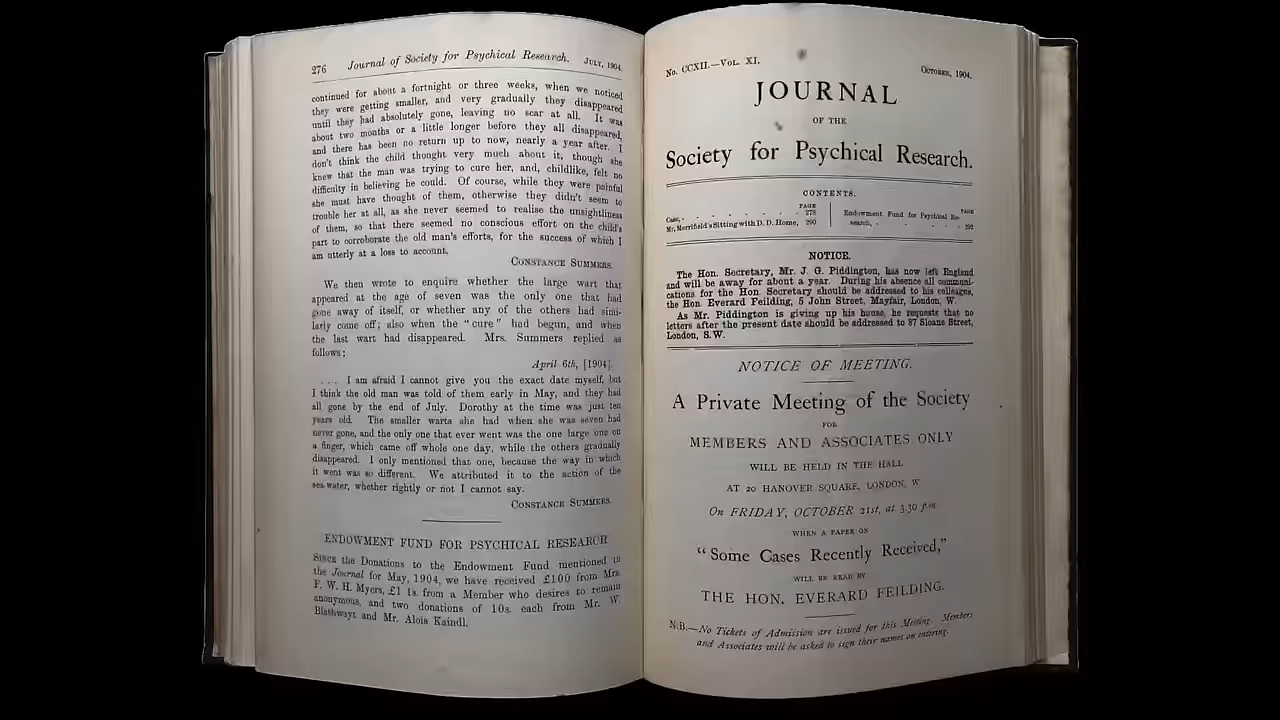 276 Journal of Society for Psychical Research. JULY, 1904.
continued for about a fortnight or three weeks, when we noticed
they were getting smaller, and very gradually they disappeared
until they had absolutely gone, leaving no scar at all. It was
about two months or a little longer before they all disappeared,
and there has been no return up to now, nearly a year after. I
don't think the child thought very much about it, though she
knew that the man was trying to cure her, and, childlike, felt no
difficulty in believing he could. Of course, while they were painful
she must have thought of them, otherwise they didn't seem to
trouble her at all, as she never seemed to realise the unsightliness
of them, so that there seemed no conscious effort on the child's
part to corroborate the old man's efforts, for the success of which I
am utterly at a loss to account.
CONSTANCE SUMMERS.
We then wrote to enquire whether the large wart that
appeared at the age of seven was the only one that had
gone away of itself, or whether any of the others had simi-
larly come off; also when the "cure" had begun, and when
the last wart had disappeared. Mrs. Summers replied as
follows;
April 6th, [1904].
. . . I am afraid I cannot give you the exact date myself, but
I think the old man was told of them early in May, and they had
all gone by the end of July. Dorothy at the time was just ten
years old. The smaller warts she had when she was seven had
never gone, and the only one that ever went was the one large one on
a finger, which came off whole one day, while the others gradually
disappeared. I only mentioned that one, because the way in which
it went was so different. We attributed it to the action of the
sea-water, whether rightly or not I cannot say.
CONSTANCE SUMMERS.
ENDOWMENT FUND FOR PSYCHICAL RESEARCH
SINCE the Donations to the Endowment Fund mentioned in
the Journal for May, 1904, we have received £100 from Mrs.
F. W. H. Myers, £1 1s. from a Member who desires to remain
anonymous, and two donations of 10s. each from Mr. W.
Blathwayt and Mr. Alois Kaindl.
No. CCXII.—VOL. XI. OCTOBER, 1904.
JOURNAL
OF THE
Society for Psychical Research.
CONTENTS.
PAGE
Case, - - - - - - - 278
Mr. Merrifield's Sitting with D. D. Home, 290
PAGE
Endowment Fund for Psychical Re-
search, - - - - - 292
NOTICE.
The Hon. Secretary, Mr. J. G. Piddington, has now left England
and will be away for about a year. During his absence all communi-
cations for the Hon. Secretary should be addressed to his colleague,
the Hon. Everard Feilding, 5 John Street, Mayfair, London, W.
As Mr. Piddington is giving up his house, he requests that no
letters after the present date should be addressed to 87 Sloane Street,
London, S.W.
NOTICE OF MEETING.
A Private Meeting of the Society
FOR
MEMBERS AND ASSOCIATES ONLY
WILL BE HELD IN THE HALL
AT 20 HANOVER SQUARE, LONDON, W
On FRIDAY, OCTOBER 21st, at 3.30 p.m.
WHEN A PAPER ON
"Some Cases Recently Received,"
WILL BE READ BY
THE HON. EVERARD FEILDING.
N.B.—No Tickets of Admission are issued for this Meeting. Members
and Associates will be asked to sign their names on entering.